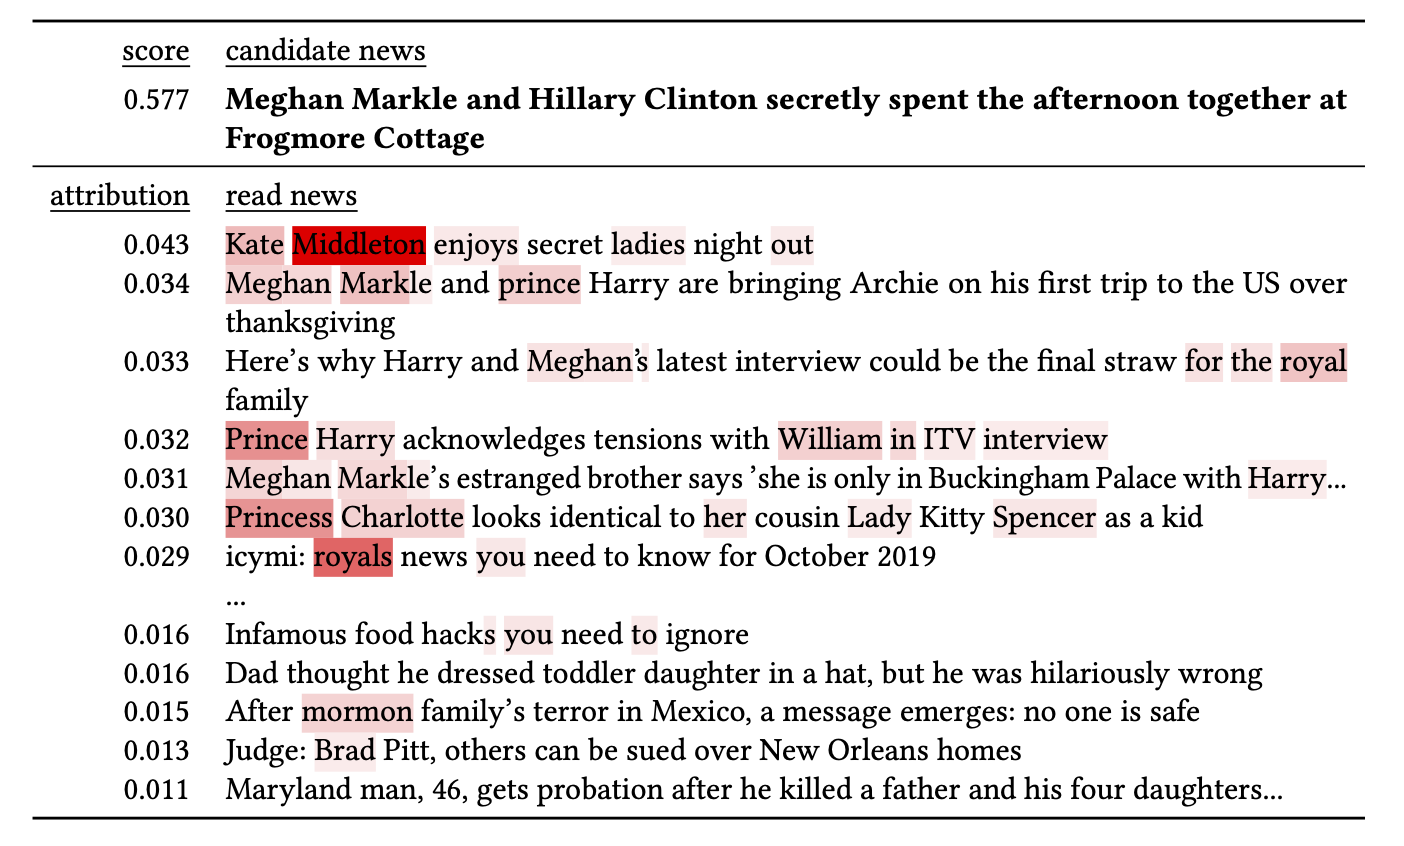 score candidate news
0.577 Meghan Markle and Hillary Clinton secretly spent the afternoon together at
Frogmore Cottage
attribution read news
0.043 Kate Middleton enjoys secret ladies night out
0.034 Meghan Markle and prince Harry are bringing Archie on his first trip to the US over
thanksgiving
0.033 Here’s why Harry and Meghan’s latest interview could be the final straw for the royal
family
0.032 Prince Harry acknowledges tensions with William in ITV interview
0.031 Meghan Markle’s estranged brother says ’she is only in Buckingham Palace with Harry...
0.030 Princess Charlotte looks identical to her cousin Lady Kitty Spencer as a kid
0.029 icymi: royals news you need to know for October 2019
...
0.016 Infamous food hacks you need to ignore
0.016 Dad thought he dressed toddler daughter in a hat, but he was hilariously wrong
0.015 After mormon family’s terror in Mexico, a message emerges: no one is safe
0.013 Judge: Brad Pitt, others can be sued over New Orleans homes
0.011 Maryland man, 46, gets probation after he killed a father and his four daughters...